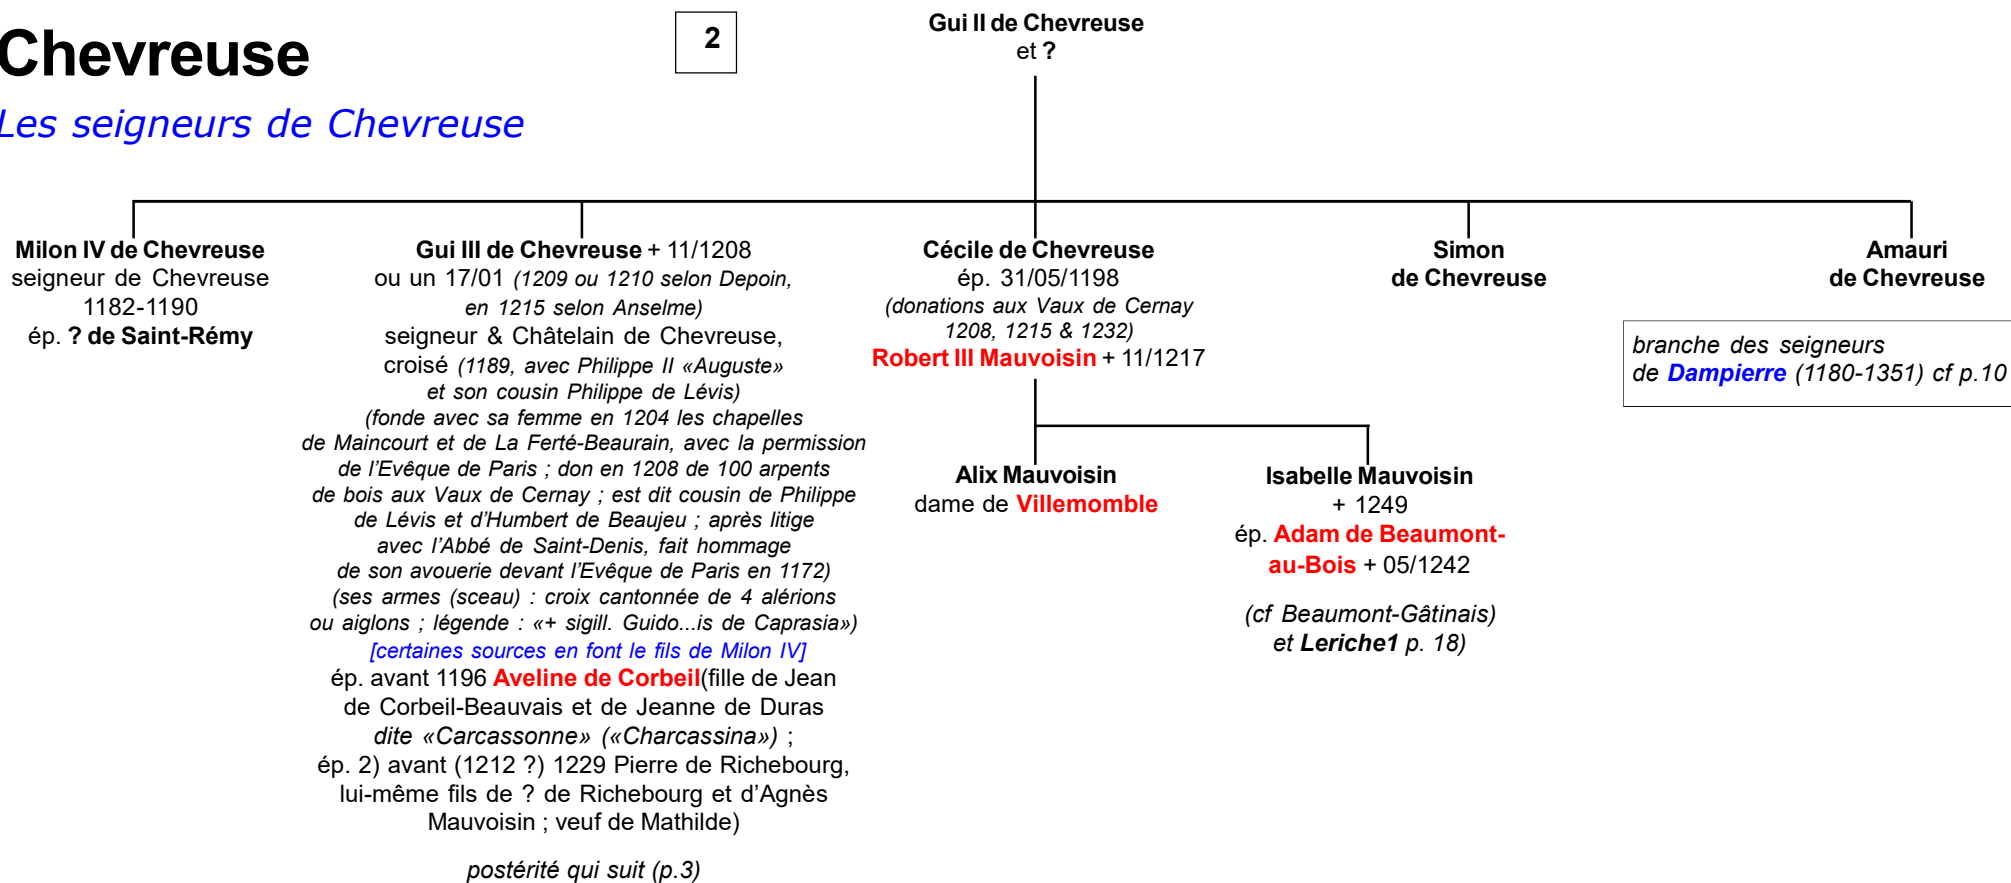 Chevreuse
Les seigneurs de Chevreuse
2
Gui II de Chevreuse
et ?
Milon IV de Chevreuse
seigneur de Chevreuse
1182-1190
ép. ? de Saint-Rémy
Gui III de Chevreuse + 11/1208
ou un 17/01 (1209 ou 1210 selon Depoin,
en 1215 selon Anselme)
seigneur & Châtelain de Chevreuse,
croisé (1189, avec Philippe II «Auguste»
et son cousin Philippe de Lévis)
(fonde avec sa femme en 1204 les chapelles
de Maincourt et de La Ferté-Beaurain, avec la permission
de l'Evêque de Paris ; don en 1208 de 100 arpents
de bois aux Vaux de Cernay ; est dit cousin de Philippe
de Lévis et d'Humbert de Beaujeu ; après litige
avec l'Abbé de Saint-Denis, fait hommage
de son avouerie devant l'Evêque de Paris en 1172)
(ses armes (sceau) : croix cantonnée de 4 alérions
ou aiglons ; légende : «+ sigill. Guido...is de Caprasia»)
[certaines sources en font le fils de Milon IV]
ép. avant 1196 Aveline de Corbeil(fille de Jean
de Corbeil-Beauvais et de Jeanne de Duras
dite «Carcassonne» («Charcassina») ;
ép. 2) avant (1212 ?) 1229 Pierre de Richebourg,
lui-même fils de ? de Richebourg et d'Agnès
Mauvoisin ; veuf de Mathilde)
postérité qui suit (p.3)
Cécile de Chevreuse
ép. 31/05/1198
(donations aux Vaux de Cernay
1208, 1215 & 1232)
Robert III Mauvoisin + 11/1217
Alix Mauvoisin
dame de Villemomble
Isabelle Mauvoisin
+ 1249
ép. Adam de Beaumont-
au-Bois + 05/1242
(cf Beaumont-Gâtinais)
et Leriche1 p. 18)
Simon
de Chevreuse
Amauri
de Chevreuse
branche des seigneurs
de Dampierre (1180-1351) cf p.10